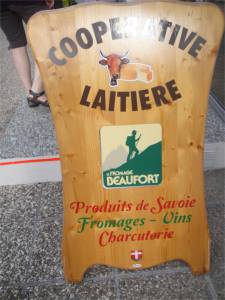 COOPERATIVE
LAITIERE
LE FROMAGE
BEAUFORT
Produits de Savoie
Fromages - Vins
Charcuterie